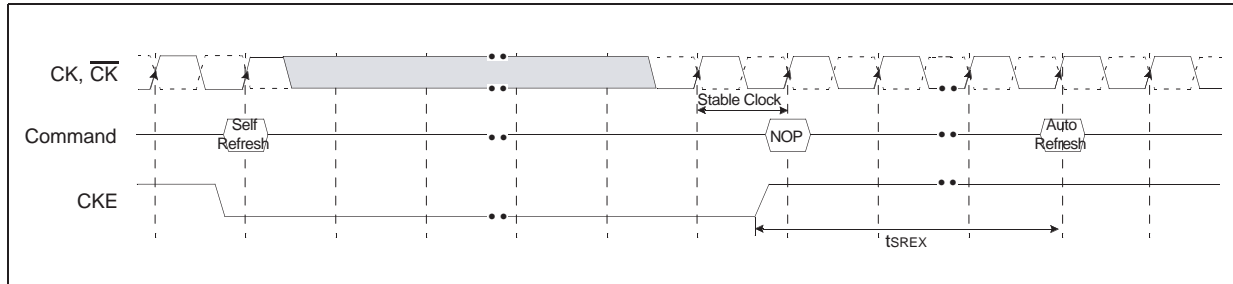 CK, CK
Stable Clock
Command
Self
Refresh
NOP
Auto
Refresh
CKE
tSREX